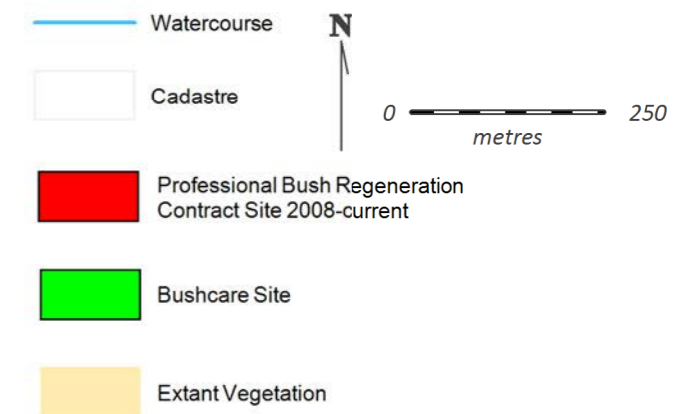 Watercourse
N
Cadastre
0
250
metres
Professional Bush Regeneration
Contract Site 2008-current
Bushcare Site
Extant Vegetation